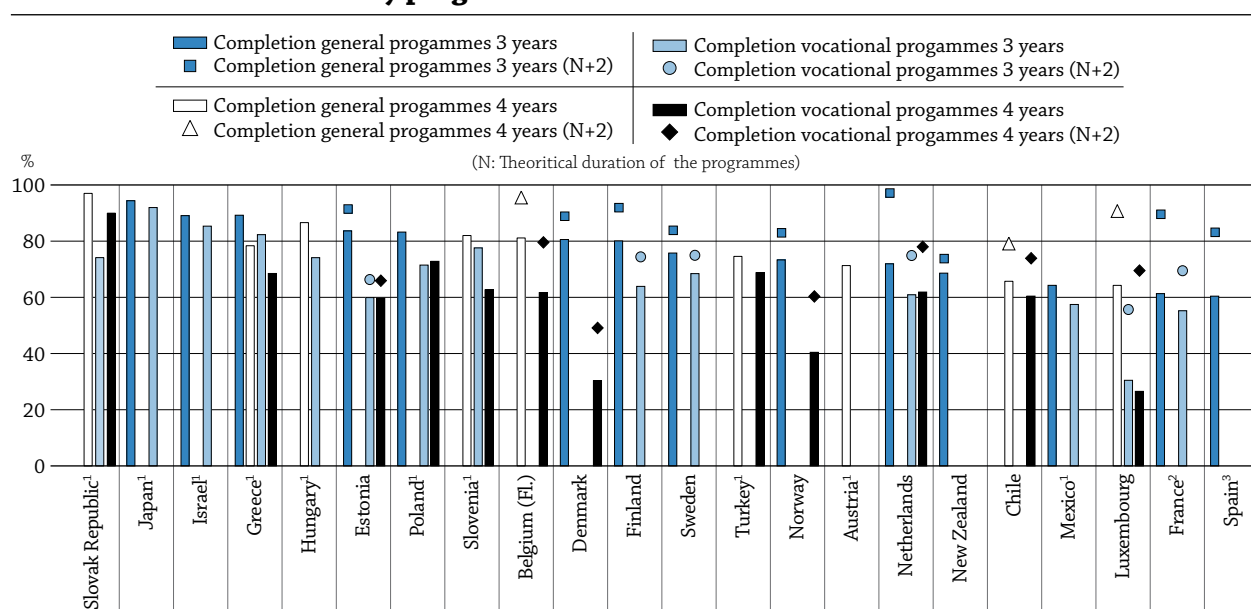 Completion general progammes 3 years
Completion general progammes 3 years (N+2)
Completion vocational progammes 3 years
Completion vocational progammes 3 years (N+2)
Completion general progammes 4 years
Completion general progammes 4 years (N+2)
Completion vocational progammes 4 years
Completion vocational progammes 4 years (N+2)
(N: Theoritical duration of the programmes)
%
100
80
60
40
20
0
Slovak Republic¹
Japan¹
Israel¹
Greece¹
Hungary¹
Estonia
Poland¹
Slovenia¹
Belgium (Fl.)
Denmark
Finland
Sweden
Turkey¹
Norway
Austria¹
Netherlands
New Zealand
Chile
Mexico¹
Luxembourg
France²
Spain³